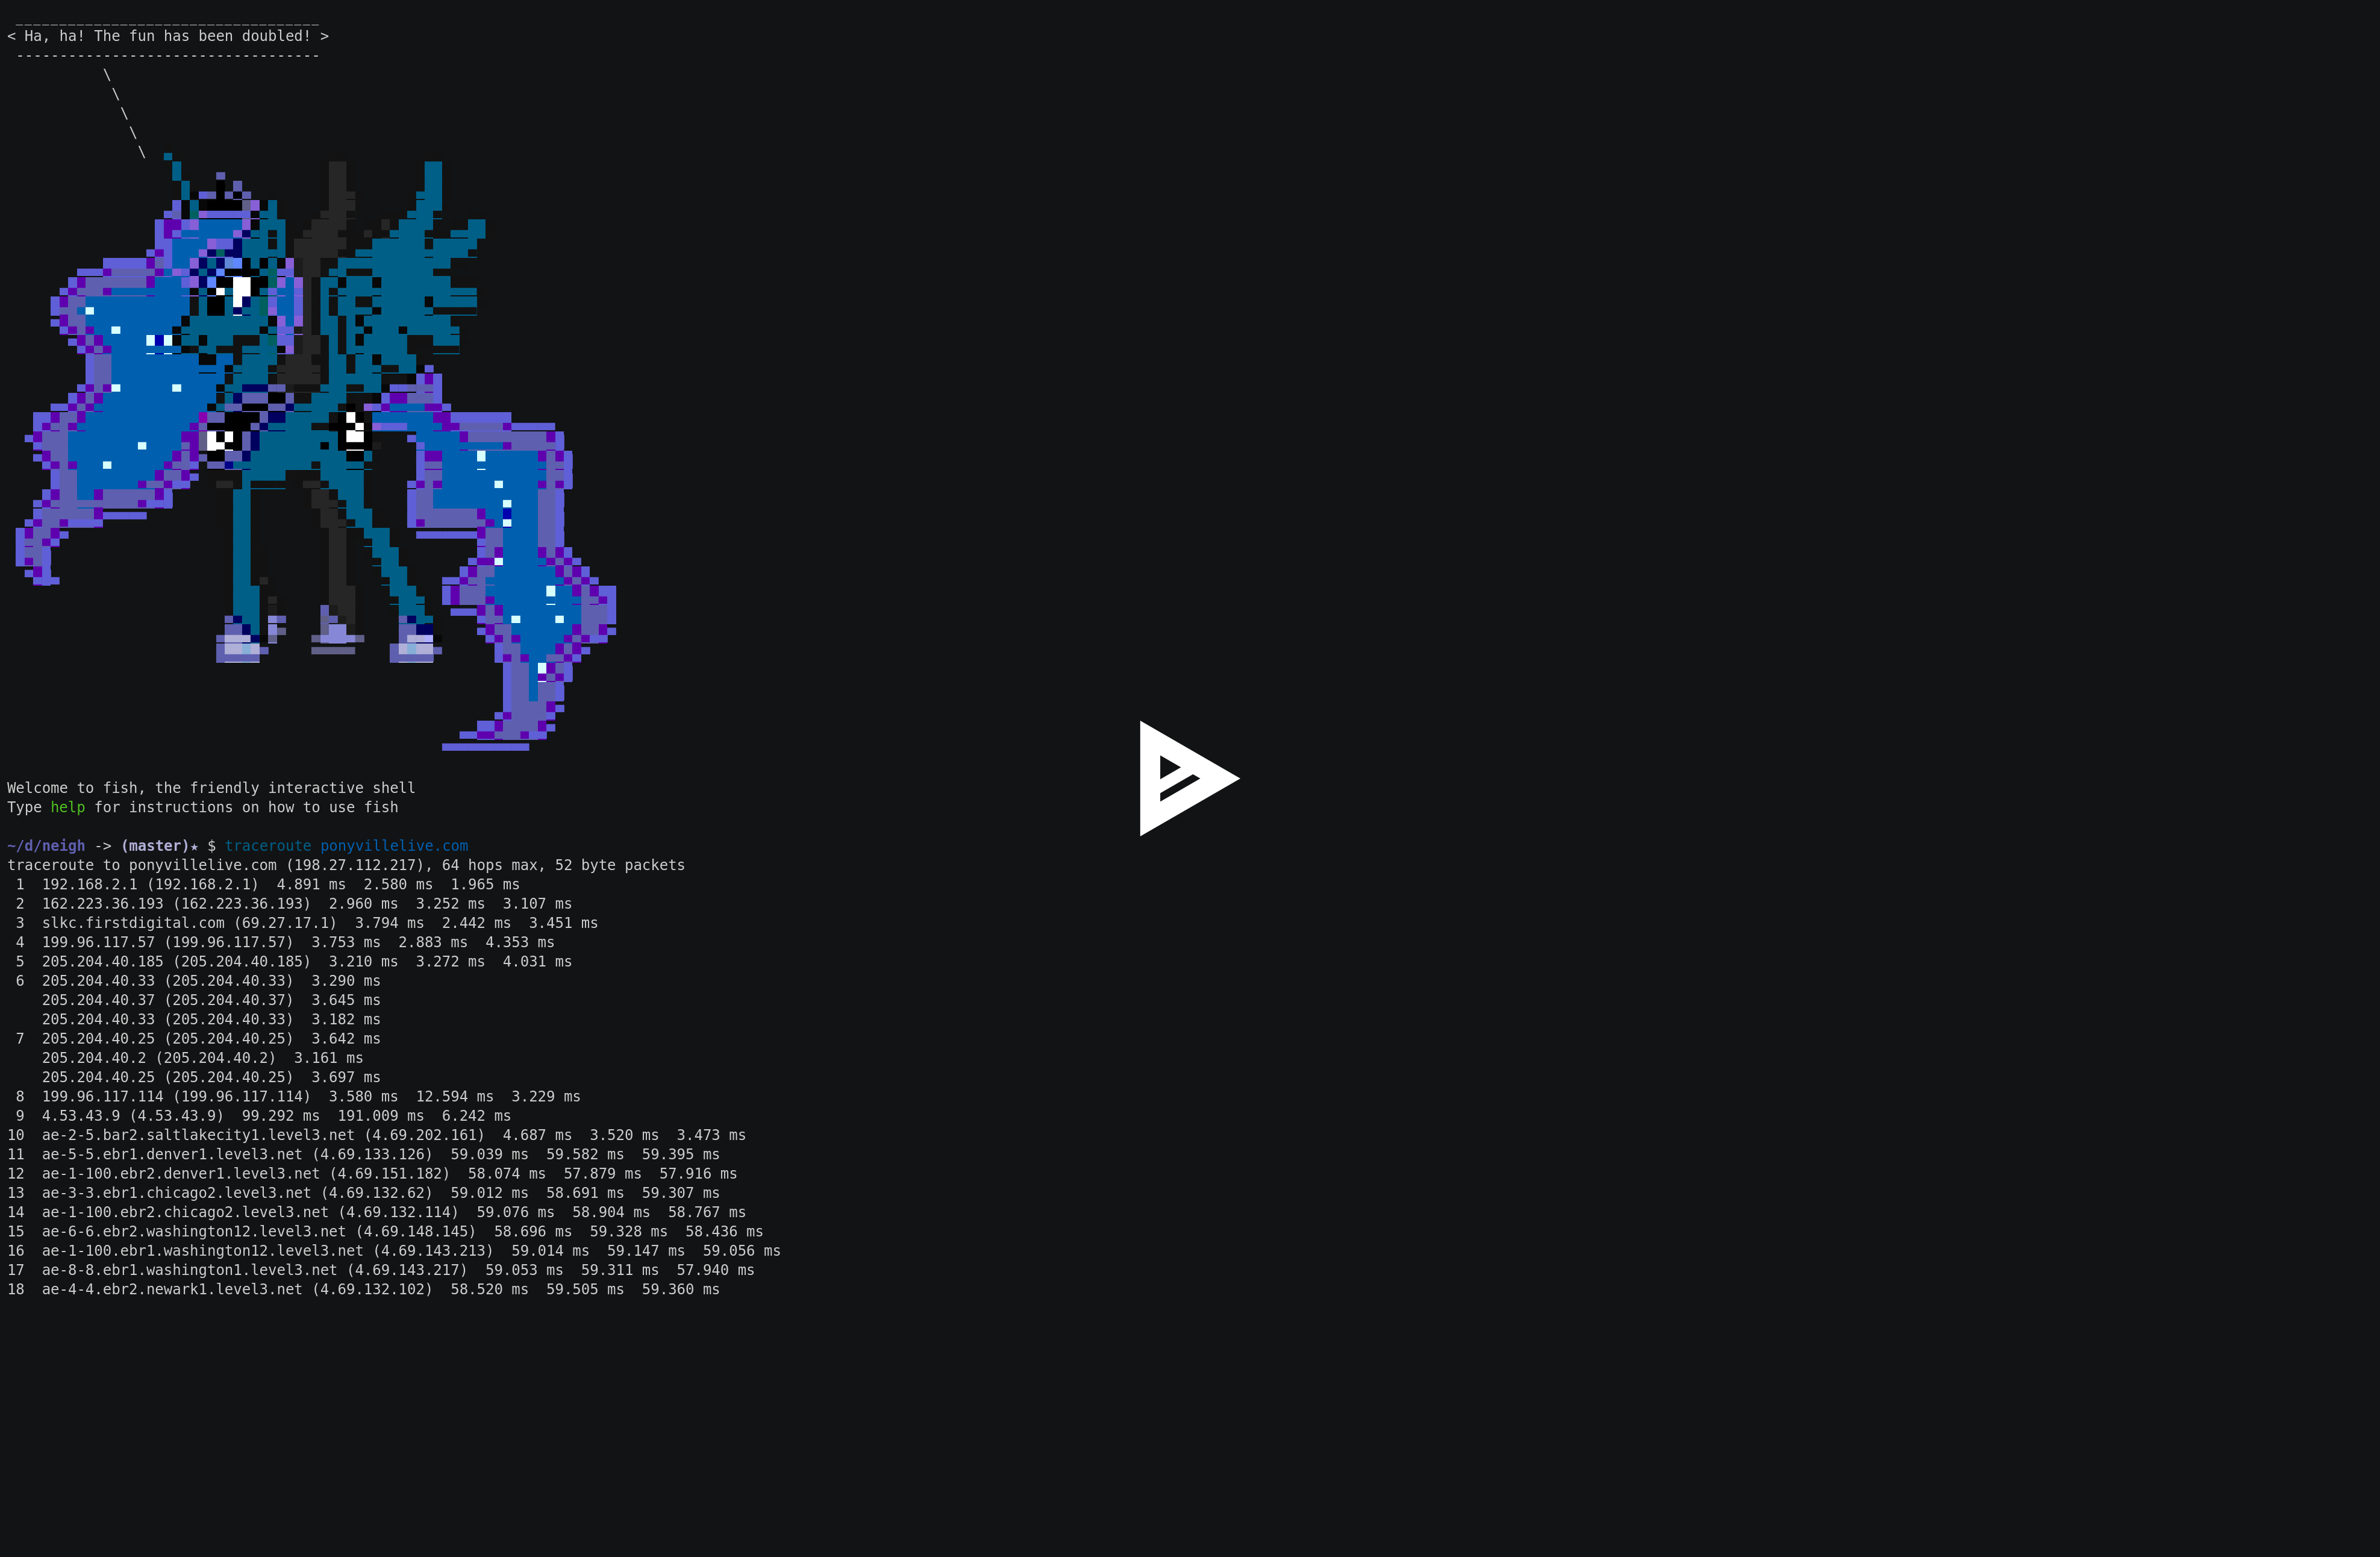 < Ha, ha! The fun has been doubled! >
Welcome to fish, the friendly interactive shell
Type help for instructions on how to use fish
~/d/neigh -> (master)★ $ traceroute ponyvillelive.com
traceroute to ponyvillelive.com (198.27.112.217), 64 hops max, 52 byte packets
 1  192.168.2.1 (192.168.2.1)  4.891 ms  2.580 ms  1.965 ms
 2  162.223.36.193 (162.223.36.193)  2.960 ms  3.252 ms  3.107 ms
 3  slkc.firstdigital.com (69.27.17.1)  3.794 ms  2.442 ms  3.451 ms
 4  199.96.117.57 (199.96.117.57)  3.753 ms  2.883 ms  4.353 ms
 5  205.204.40.185 (205.204.40.185)  3.210 ms  3.272 ms  4.031 ms
 6  205.204.40.33 (205.204.40.33)  3.290 ms
    205.204.40.37 (205.204.40.37)  3.645 ms
    205.204.40.33 (205.204.40.33)  3.182 ms
 7  205.204.40.25 (205.204.40.25)  3.642 ms
    205.204.40.2 (205.204.40.2)  3.161 ms
    205.204.40.25 (205.204.40.25)  3.697 ms
 8  199.96.117.114 (199.96.117.114)  3.580 ms  12.594 ms  3.229 ms
 9  4.53.43.9 (4.53.43.9)  99.292 ms  191.009 ms  6.242 ms
10  ae-2-5.bar2.saltlakecity1.level3.net (4.69.202.161)  4.687 ms  3.520 ms  3.473 ms
11  ae-5-5.ebr1.denver1.level3.net (4.69.133.126)  59.039 ms  59.582 ms  59.395 ms
12  ae-1-100.ebr2.denver1.level3.net (4.69.151.182)  58.074 ms  57.879 ms  57.916 ms
13  ae-3-3.ebr1.chicago2.level3.net (4.69.132.62)  59.012 ms  58.691 ms  59.307 ms
14  ae-1-100.ebr2.chicago2.level3.net (4.69.132.114)  59.076 ms  58.904 ms  58.767 ms
15  ae-6-6.ebr2.washington12.level3.net (4.69.148.145)  58.696 ms  59.328 ms  58.436 ms
16  ae-1-100.ebr1.washington12.level3.net (4.69.143.213)  59.014 ms  59.147 ms  59.056 ms
17  ae-8-8.ebr1.washington1.level3.net (4.69.143.217)  59.053 ms  59.311 ms  57.940 ms
18  ae-4-4.ebr2.newark1.level3.net (4.69.132.102)  58.520 ms  59.505 ms  59.360 ms